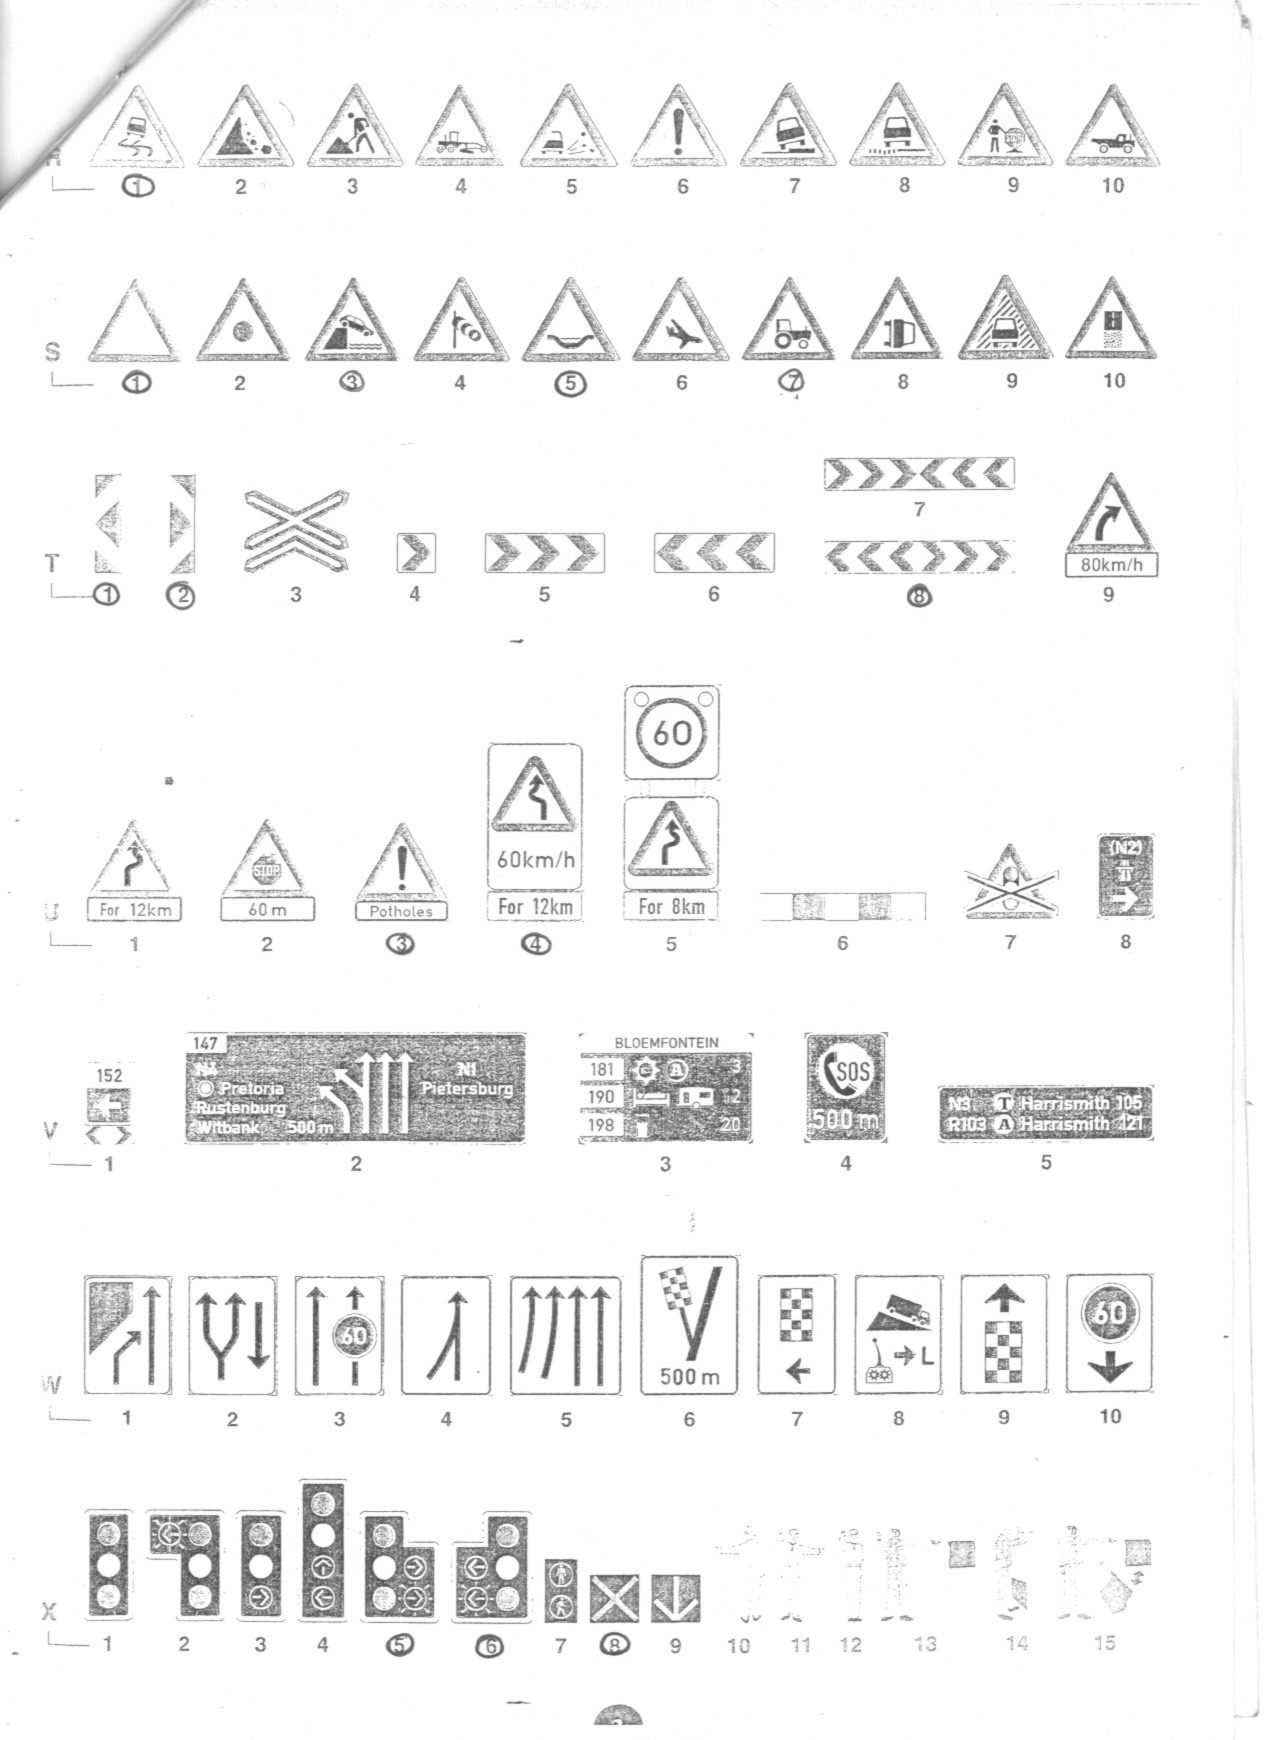 1 2 3 4 5 6 7 8 9 10
S
1 2 3 4 5 6 7 8 9 10
T
1 2 3 4 5 6 7 8
80km/h
9
U
For 12km
1
STOP
60 m
2
Potholes
3
60km/h
For 12km
4
60
For 8km
5
6
7
(N2)
T
8
V
152
1
147
N4
Pretoria
Rustenburg
Witbank 500 m
N1
Pietersburg
2
BLOEMFONTEIN
181 A 3
190 12
198 20
3
SOS
500 m
4
N3 T Harrismith 105
R103 A Harrismith 121
5
W
60
500 m
L
60
1 2 3 4 5 6 7 8 9 10
X
1 2 3 4 5 6 7 8 9 10 11 12 13 14 15